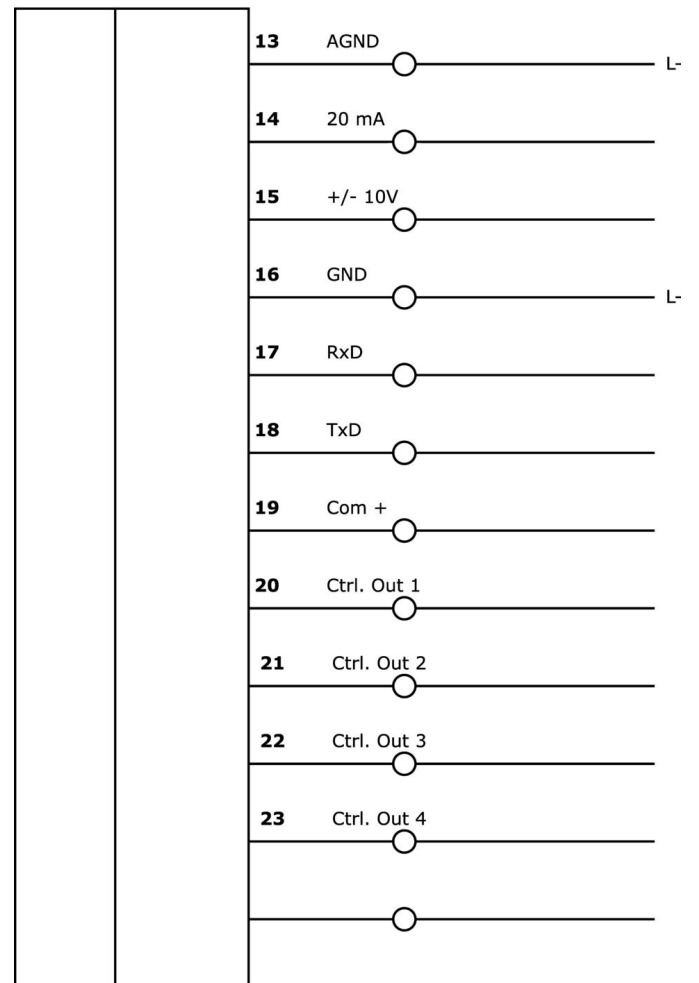 13 AGND L-
14 20 mA
15 +/- 10V
16 GND L-
17 RxD
18 TxD
19 Com +
20 Ctrl. Out 1
21 Ctrl. Out 2
22 Ctrl. Out 3
23 Ctrl. Out 4